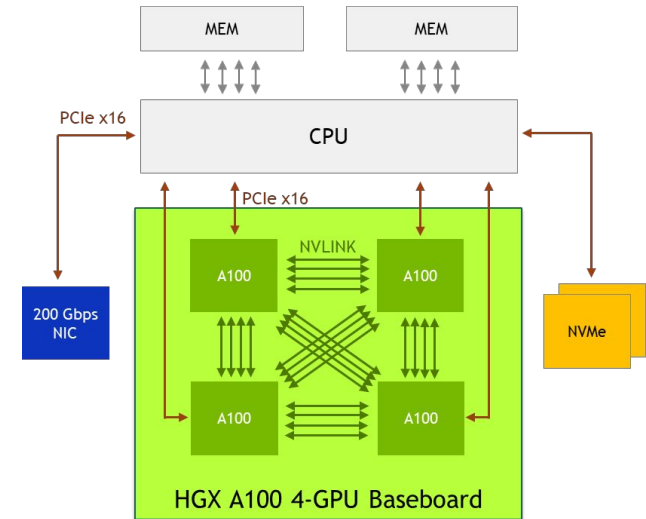 MEM
MEM
PCIe x16
CPU
PCIe x16
NVLINK
A100
A100
200 Gbps
NIC
NVMe
A100
A100
HGX A100 4-GPU Baseboard